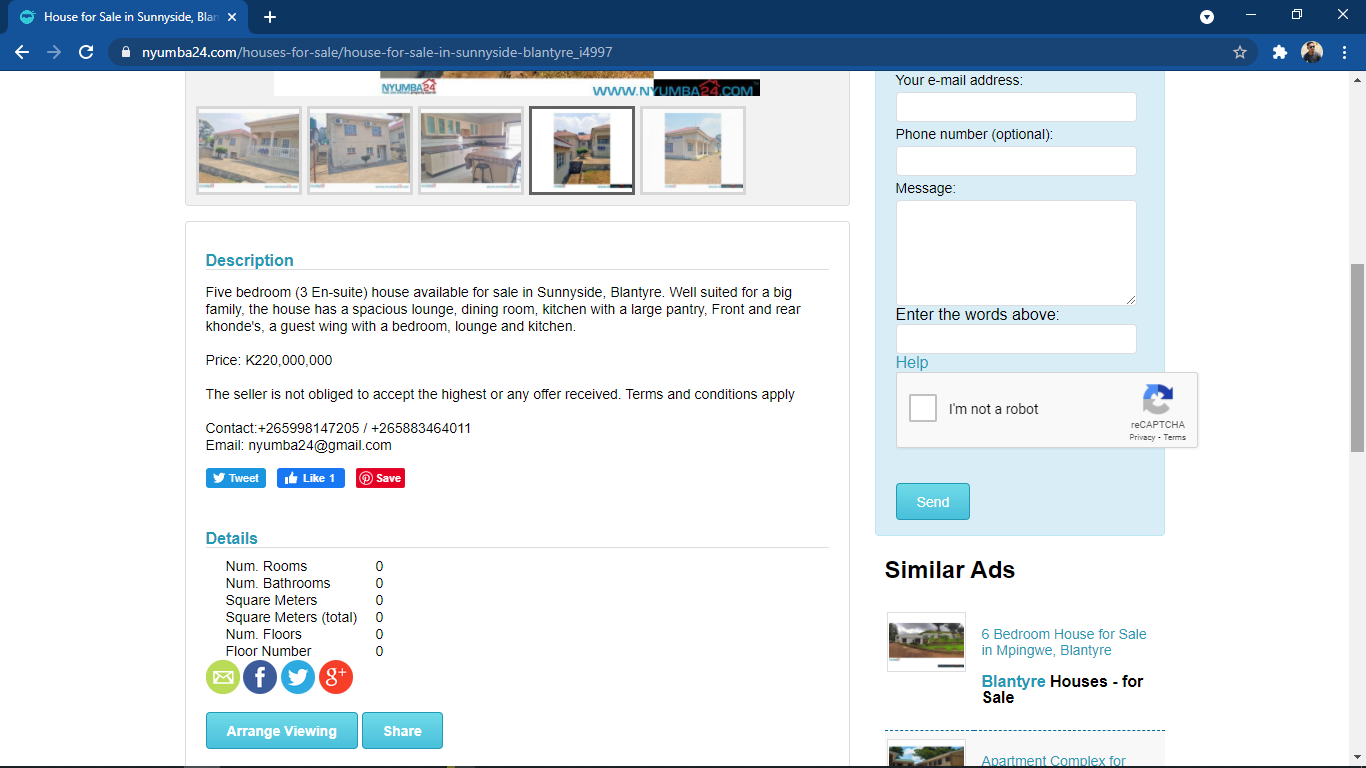 House for Sale in Sunnyside, Blan
nyumba24.com/houses-for-sale/house-for-sale-in-sunnyside-blantyre_i4997
NYUMBA24
WWW.NYUMBA24.COM
Description
Five bedroom (3 En-suite) house available for sale in Sunnyside, Blantyre. Well suited for a big
family, the house has a spacious lounge, dining room, kitchen with a large pantry, Front and rear
khonde's, a guest wing with a bedroom, lounge and kitchen.
Price: K220,000,000
The seller is not obliged to accept the highest or any offer received. Terms and conditions apply
Contact:+265998147205 / +265883464011
Email: nyumba24@gmail.com
Tweet
Like 1
Save
Details
Num. Rooms 0
Num. Bathrooms 0
Square Meters 0
Square Meters (total) 0
Num. Floors 0
Floor Number 0
g+
Arrange Viewing
Share
Your e-mail address:
Phone number (optional):
Message:
Enter the words above:
Help
I'm not a robot
reCAPTCHA
Privacy - Terms
Send
Similar Ads
6 Bedroom House for Sale
in Mpingwe, Blantyre
Blantyre Houses - for
Sale
Apartment Complex for